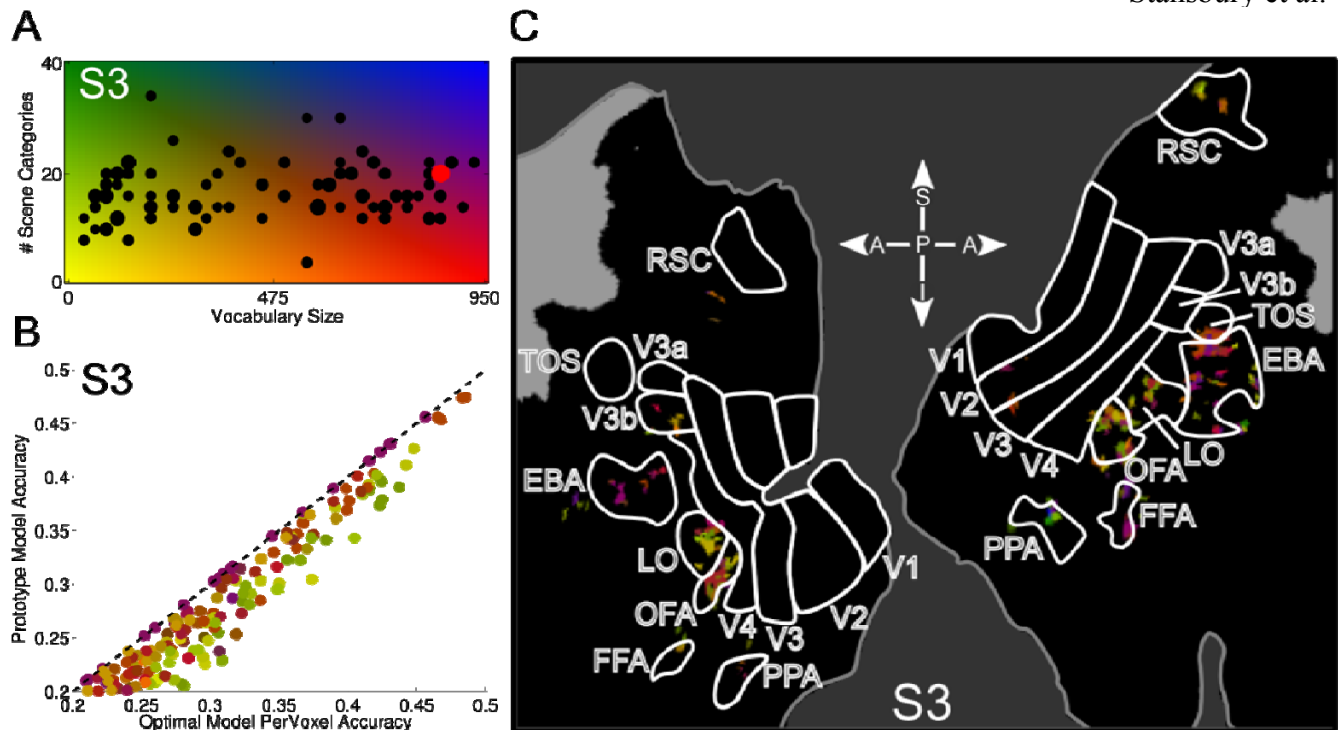 Stansbury et al.
A
C
40
S3
# Scene Categories
20
0
0
475
950
Vocabulary Size
B
0.5
S3
0.45
Prototype Model Accuracy
0.4
0.35
0.3
0.25
0.2
0.2
0.25
0.3
0.35
0.4
0.45
0.5
Optimal Model PerVoxel Accuracy
RSC
RSC
S
A P A
I
V3a
V3b
TOS
EBA
V1
V2
V3
V4
OFA
LO
FFA
PPA
TOS
V3a
V3b
EBA
LO
OFA
V4
V3
V2
V1
FFA
PPA
S3